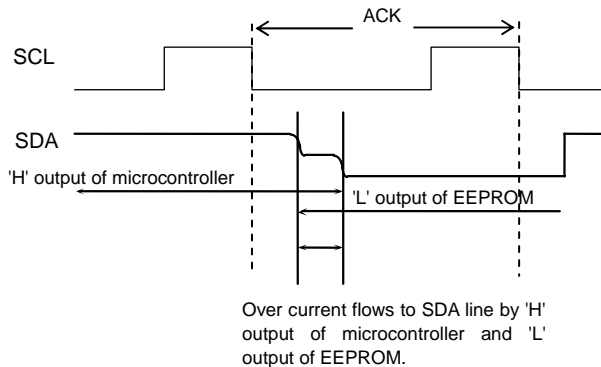 ACK
SCL
SDA
'H' output of microcontroller
'L' output of EEPROM
Over current flows to SDA line by 'H'
output of microcontroller and 'L'
output of EEPROM.